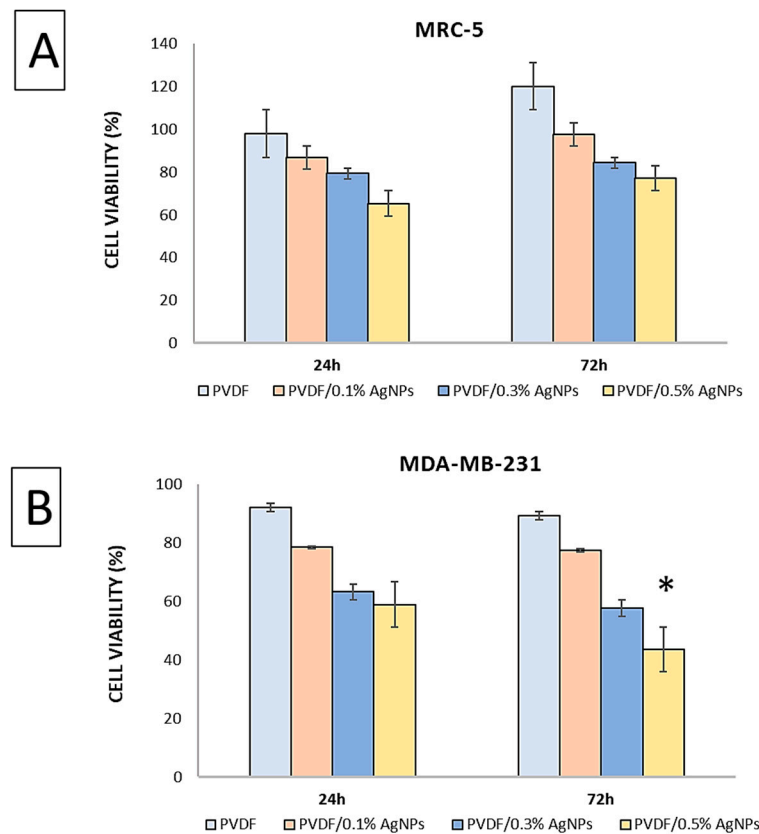 A
MRC-5
CELL VIABILITY (%)
140
120
100
80
60
40
20
0
24h
72h
PVDF
PVDF/0.1% AgNPs
PVDF/0.3% AgNPs
PVDF/0.5% AgNPs
B
MDA-MB-231
CELL VIABILITY (%)
100
80
60
40
20
0
*
24h
72h
PVDF
PVDF/0.1% AgNPs
PVDF/0.3% AgNPs
PVDF/0.5% AgNPs